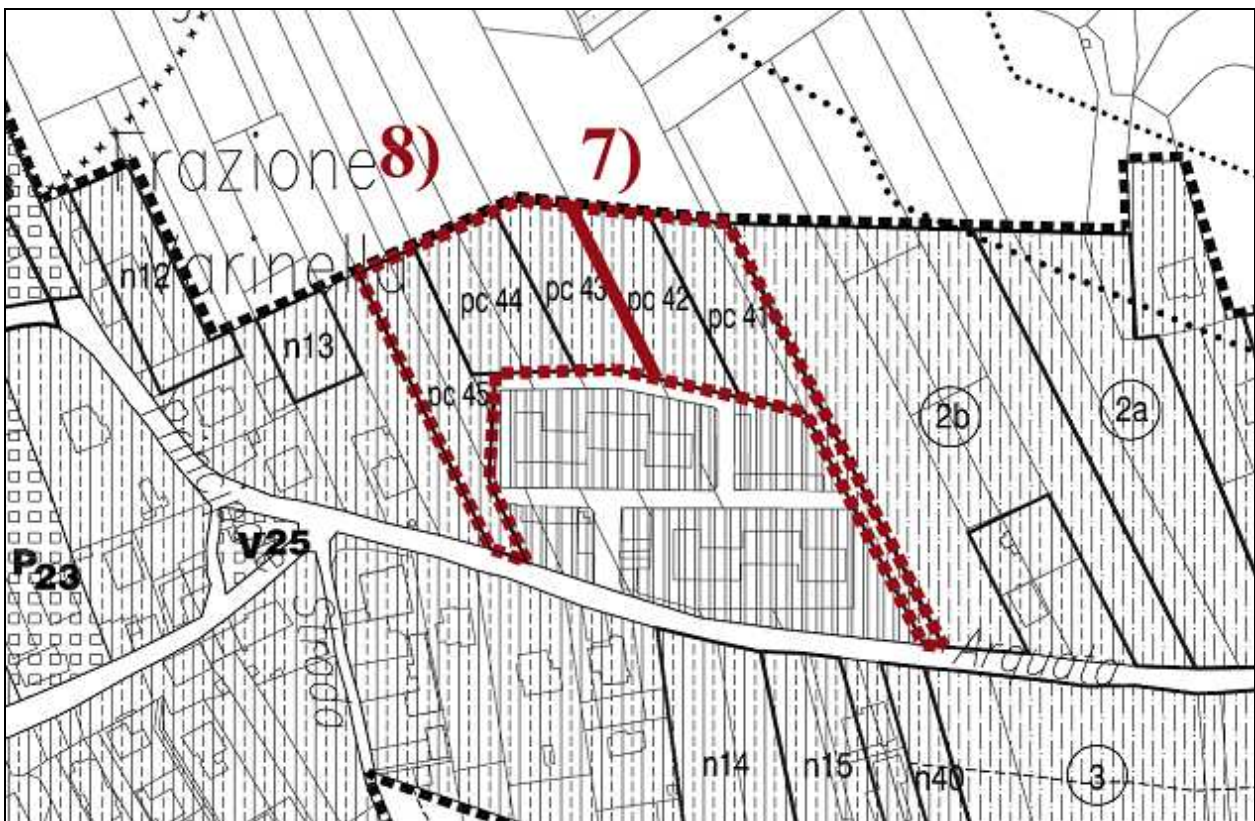 8)
7)
Frazione
n12
n13
pc 44
pc 43
pc 42
pc 41
pc 45
2b
2a
V25
P23
Strada
Arduato
n14
n15
n40
3